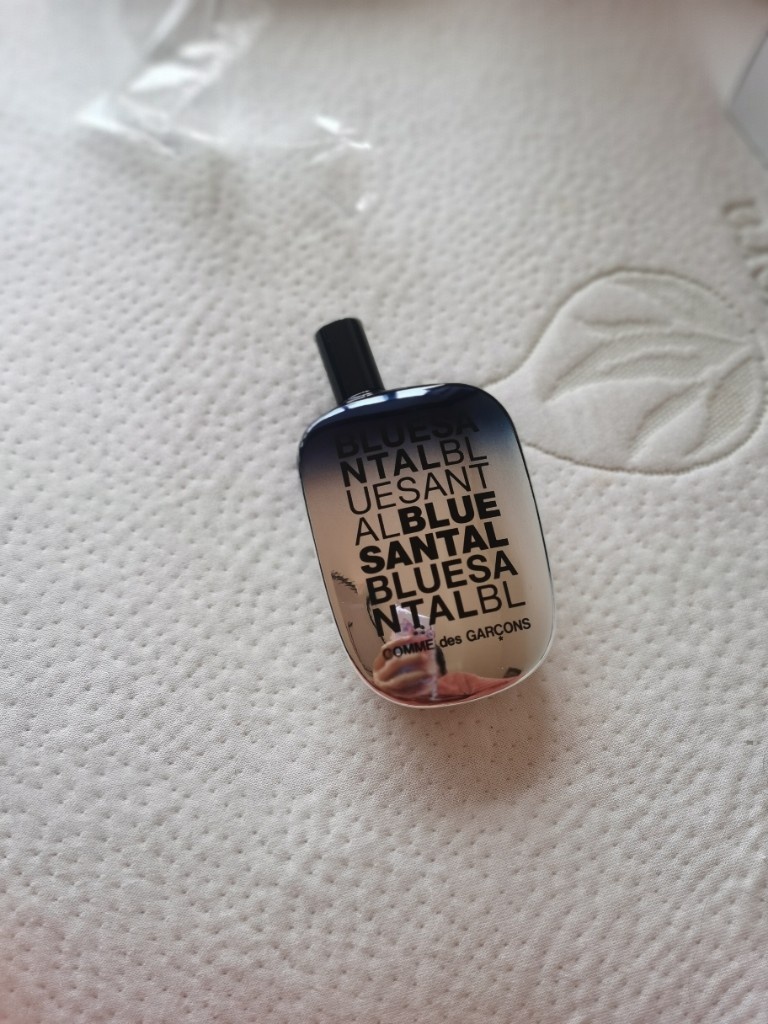 BLUESA
NTALBL
UESANT
ALBLUE
SANTAL
BLUESA
NTALBL
COMME des GARÇONS